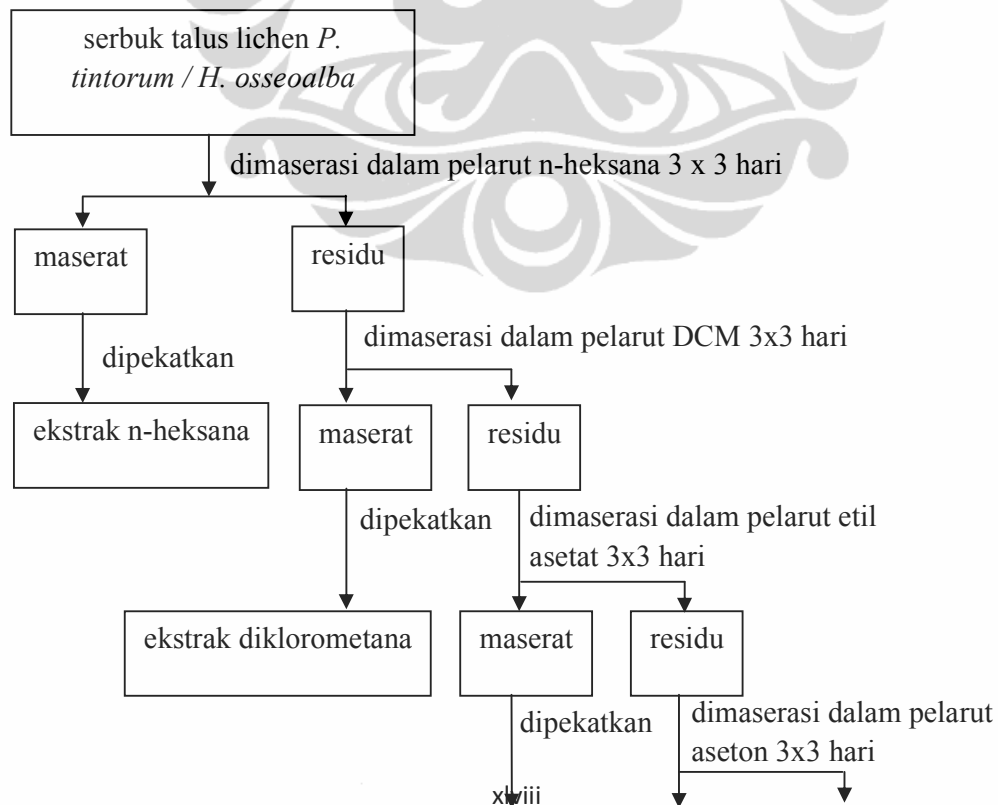 serbuk talus lichen P.
tintorum / H. osseoalba
dimaserasi dalam pelarut n-heksana 3 x 3 hari
maserat
residu
dimaserasi dalam pelarut DCM 3x3 hari
dipekatkan
ekstrak n-heksana
maserat
residu
dipekatkan
dimaserasi dalam pelarut etil
asetat 3x3 hari
ekstrak diklorometana
maserat
residu
dipekatkan
dimaserasi dalam pelarut
aseton 3x3 hari
xlviii